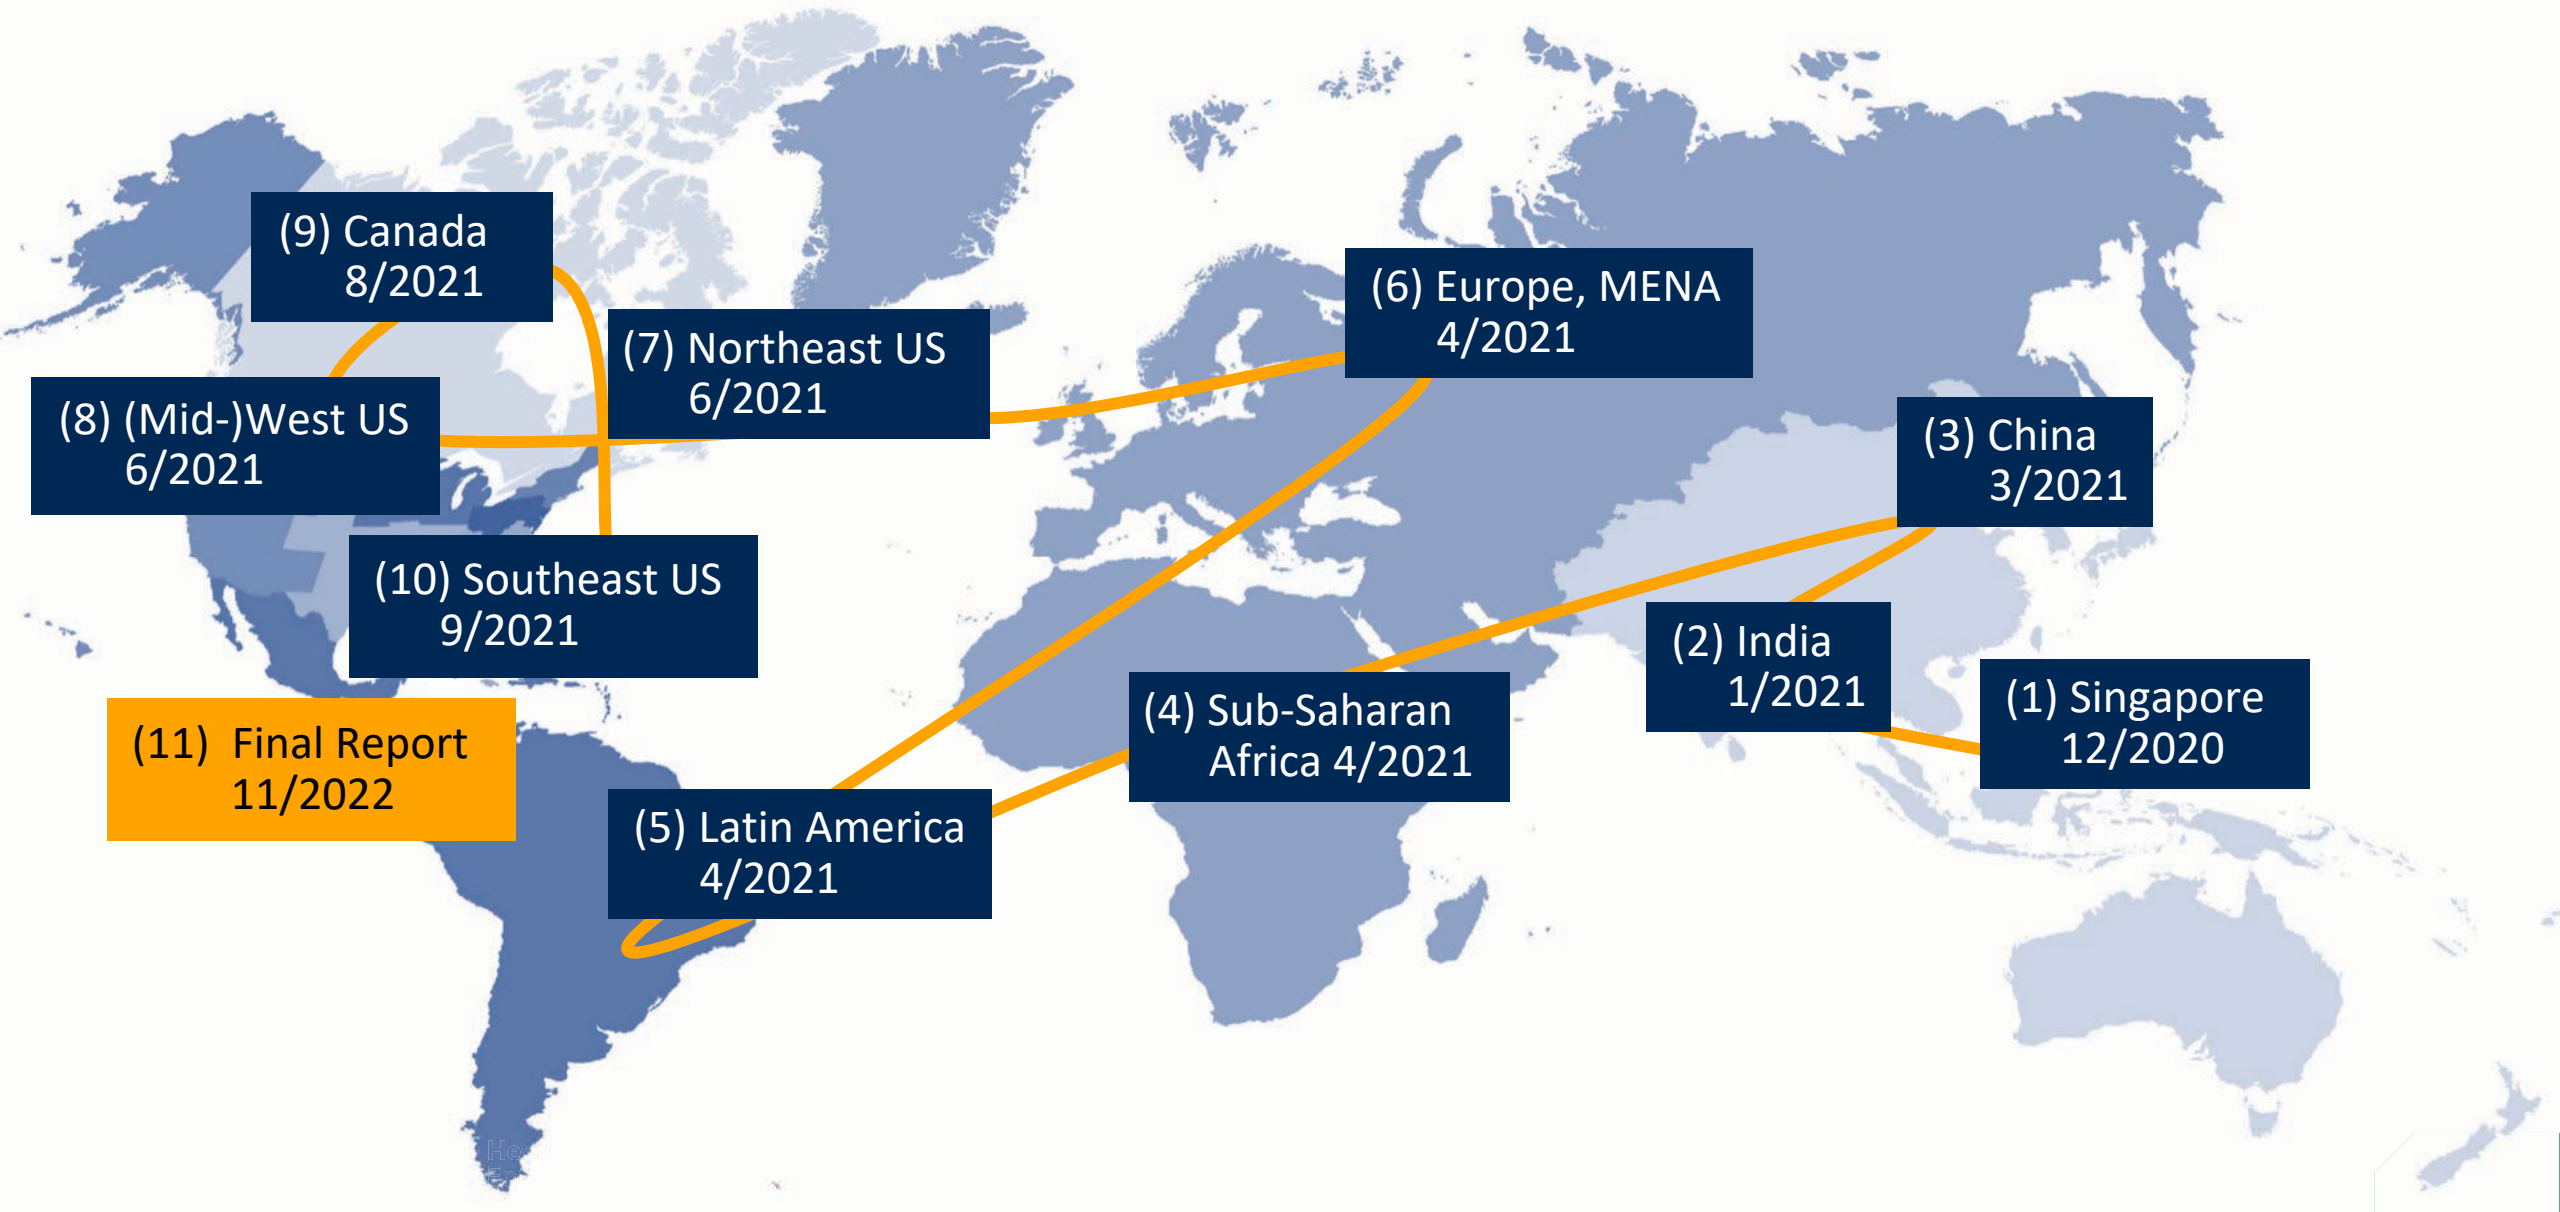 (9) Canada
8/2021
(6) Europe, MENA
4/2021
(7) Northeast US
6/2021
(8) (Mid-)West US
6/2021
(3) China
3/2021
(10) Southeast US
9/2021
(2) India
1/2021
(1) Singapore
12/2020
(4) Sub-Saharan
Africa 4/2021
(11) Final Report
11/2022
(5) Latin America
4/2021